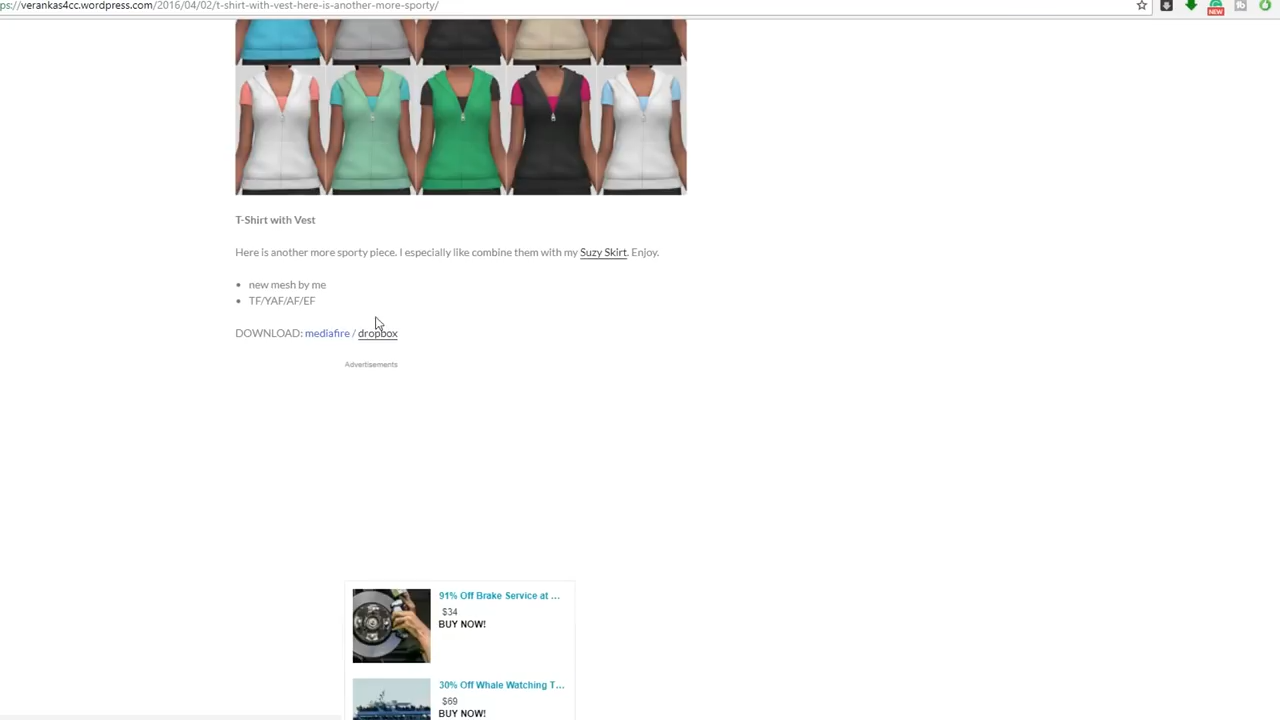 ps://verankas4cc.wordpress.com/2016/04/02/t-shirt-with-vest-here-is-another-more-sporty/
NEW
T-Shirt with Vest
Here is another more sporty piece. I especially like combine them with my Suzy Skirt. Enjoy.
• new mesh by me
• TF/YAF/AF/EF
DOWNLOAD: mediafire / dropbox
Advertisements
91% Off Brake Service at ...
$34
BUY NOW!
30% Off Whale Watching T...
$69
BUY NOW!